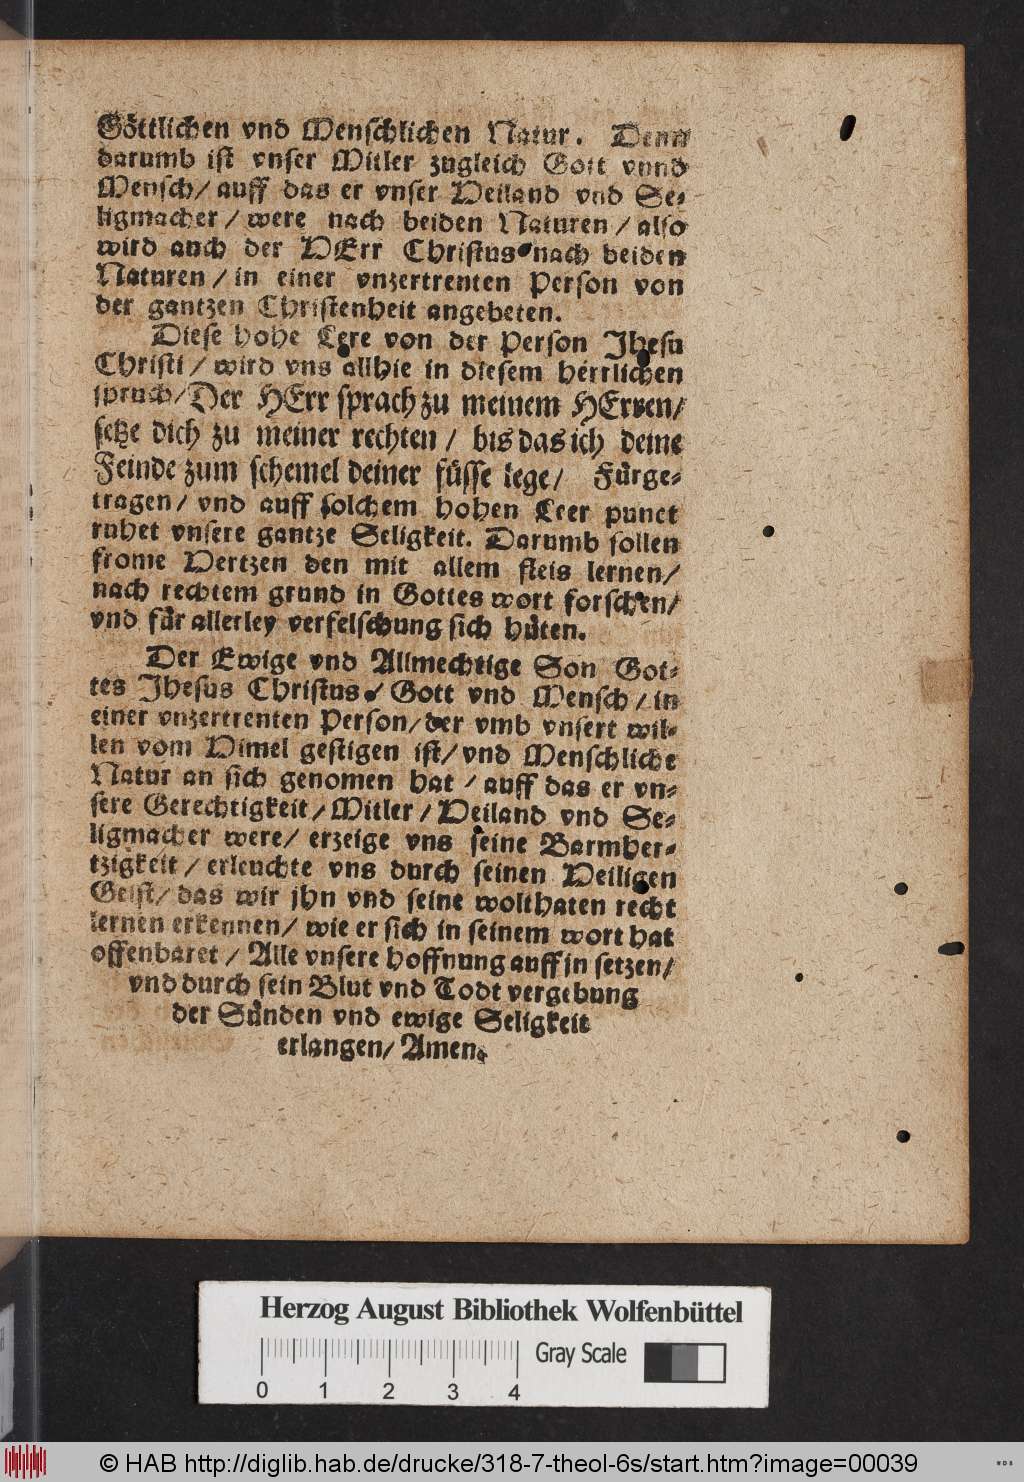 Göttlichen vnd Menschlichen Natur. Denn
darumb ist vnser Mitler zugleich Gott vnnd
Mensch/ auff das er vnser Heiland vnd Se-
ligmacher/ were nach beiden Naturen/ also
wird auch der HErr Christus nach beiden
Naturen/ in einer vnzertrenten Person von
der gantzen Christenheit angebeten.
Diese hohe Lere von der Person Jhesu
Christi/ wird vns allhie in diesem herrlichen
spruch/ Der HErr sprach zu meinem HErren/
setze dich zu meiner rechten/ bis das ich deine
Feinde zum schemel deiner füsse lege/ Fürge-
tragen/ vnd auff solchem hohen Leer punct
ruhet vnsere gantze Seligkeit. Darumb sollen
frome Hertzen den mit allem fleis lernen/
nach rechtem grund in Gottes wort forschen/
vnd für allerley verfelschung sich hüten.
Der Ewige vnd Allmechtige Son Got-
tes Jhesus Christus/ Gott vnd Mensch/ in
einer vnzertrenten Person/ der vmb vnsert wil-
len vom Himel gestigen ist/ vnd Menschliche
Natur an sich genomen hat/ auff das er vn-
sere Gerechtigkeit/ Mitler/ Heiland vnd Se-
ligmacher were/ erzeige vns seine Barmher-
tzigkeit/ erleuchte vns durch seinen Heiligen
Geist/ das wir jhn vnd seine wolthaten recht
lernen erkennen/ wie er sich in seinem wort hat
offenbaret/ Alle vnsere hoffnung auff jn setzen/
vnd durch sein Blut vnd Todt vergebung
der Sünden vnd ewige Seligkeit
erlangen/ Amen.
Herzog August Bibliothek Wolfenbüttel
Gray Scale
0 1 2 3 4
© HAB http://diglib.hab.de/drucke/318-7-theol-6s/start.htm?image=00039